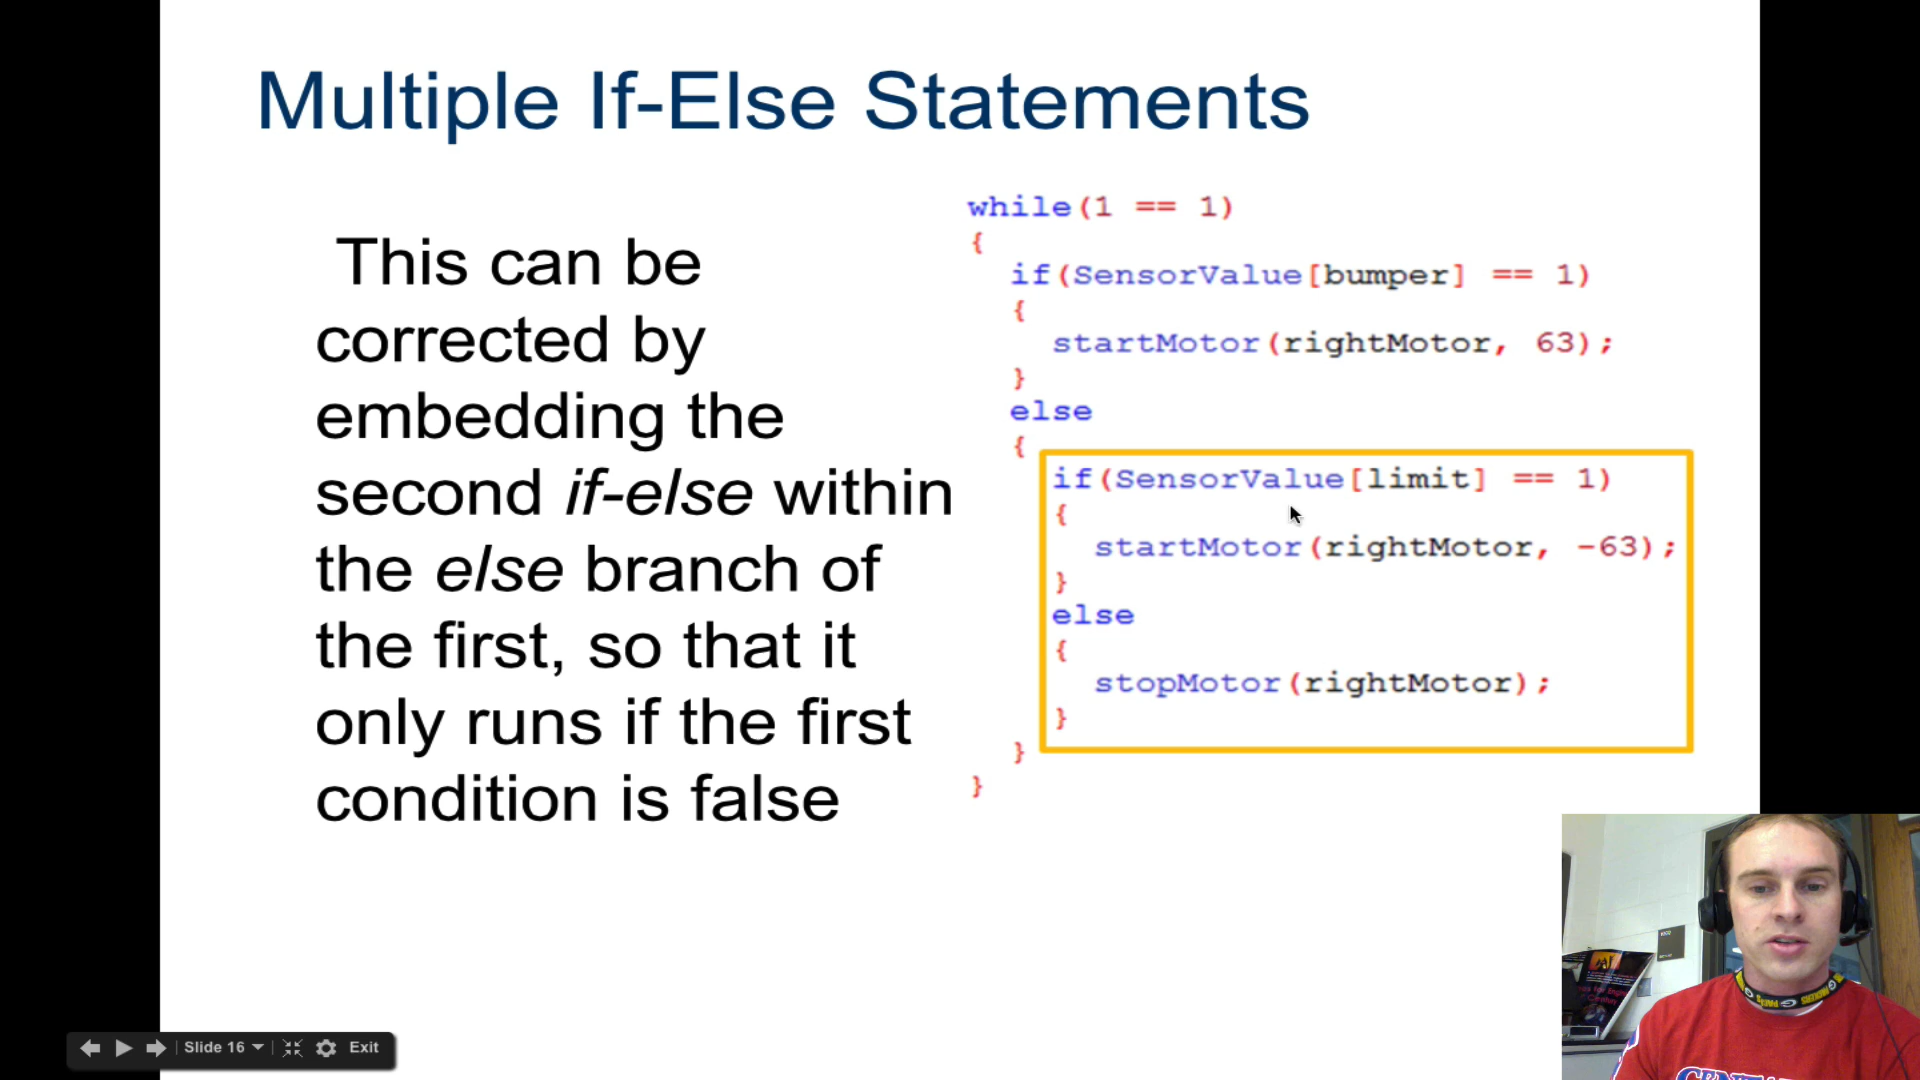 Multiple If-Else Statements
This can be
corrected by
embedding the
second if-else within
the else branch of
the first, so that it
only runs if the first
condition is false
while(1 == 1)
{
if(SensorValue[bumper] == 1)
{
startMotor(rightMotor, 63);
}
else
{
if(SensorValue[limit] == 1)
{
startMotor(rightMotor, -63);
}
else
{
stopMotor(rightMotor);
}
}
}
Slide 16
Exit